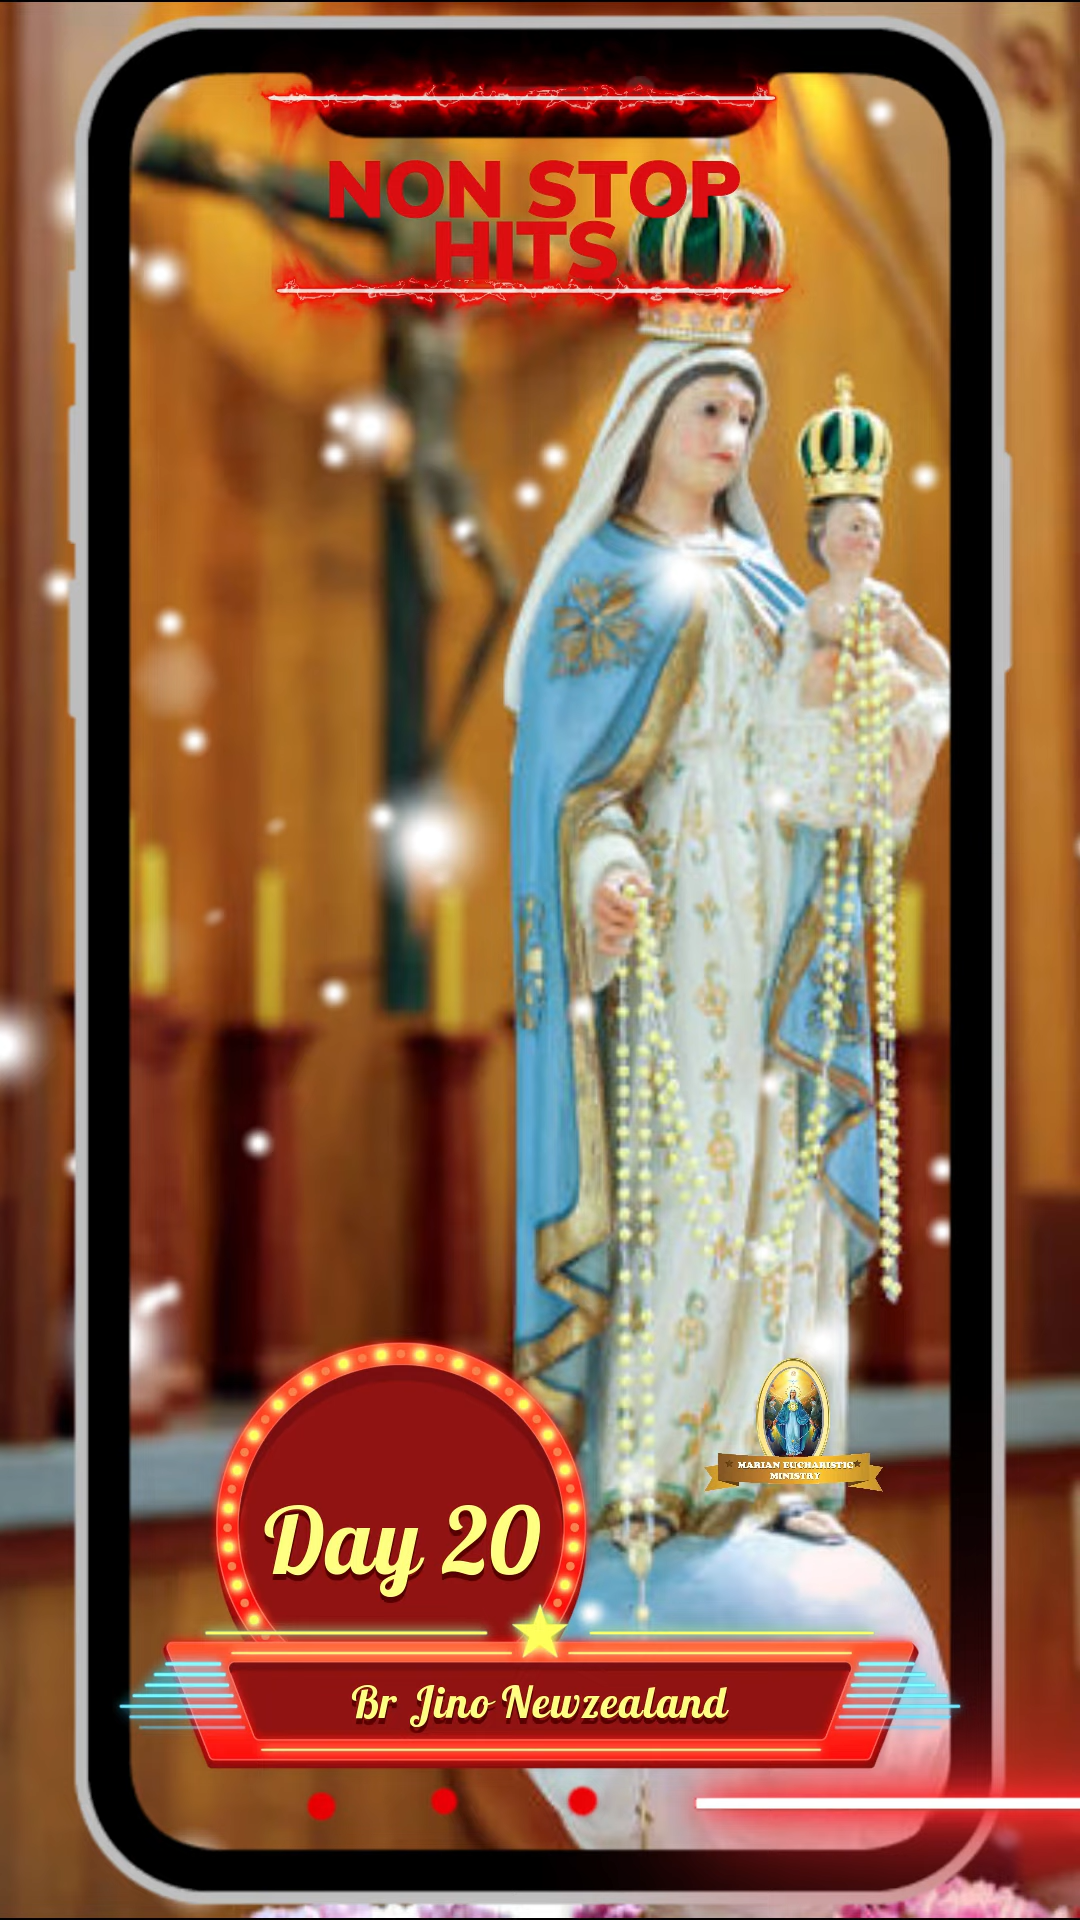 NON STOP
HITS
Day 20
MARIAN EUCHARISTIC
MINISTRY
Br Jino Newzealand